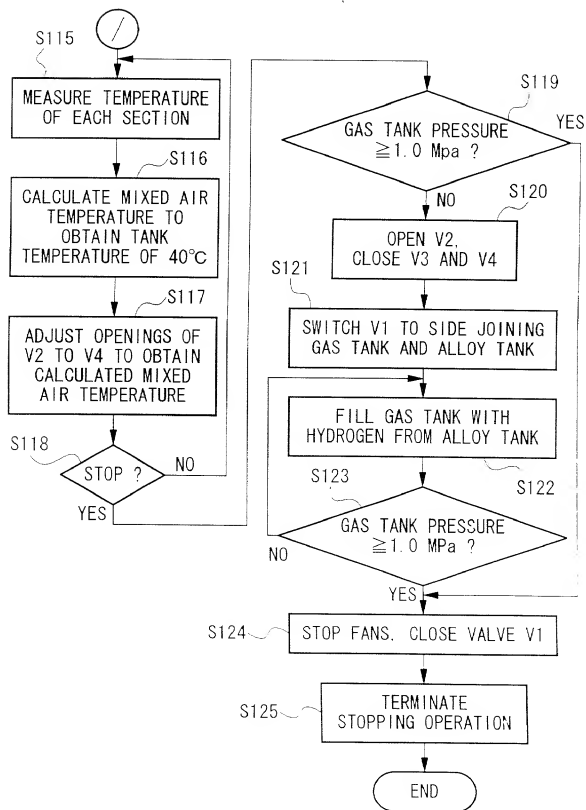 S115
MEASURE TEMPERATURE
OF EACH SECTION
S116
CALCULATE MIXED AIR
TEMPERATURE TO
OBTAIN TANK
TEMPERATURE OF 40℃
S117
ADJUST OPENINGS OF
V2 TO V4 TO OBTAIN
CALCULATED MIXED
AIR TEMPERATURE
S118
STOP ?
NO
YES
S119
GAS TANK PRESSURE
≧1.0 Mpa ?
YES
NO
S120
OPEN V2,
CLOSE V3 AND V4
S121
SWITCH V1 TO SIDE JOINING
GAS TANK AND ALLOY TANK
FILL GAS TANK WITH
HYDROGEN FROM ALLOY TANK
S122
S123
GAS TANK PRESSURE
≧1.0 MPa ?
NO
YES
S124
STOP FANS, CLOSE VALVE V1
S125
TERMINATE
STOPPING OPERATION
END